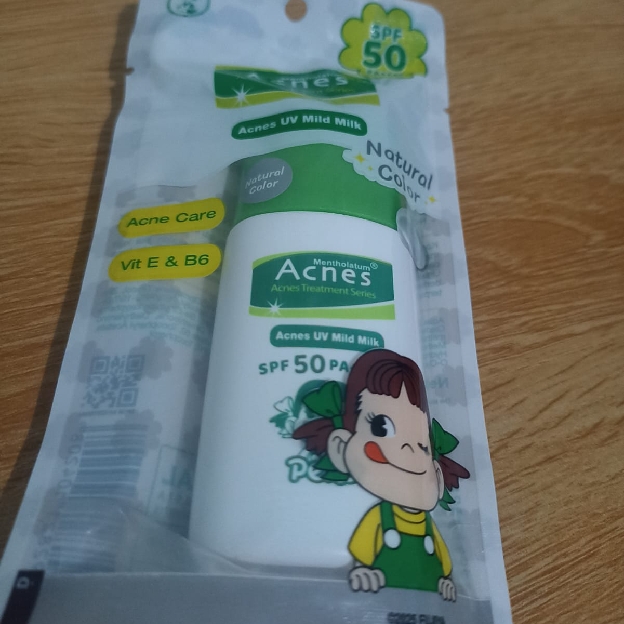 2
SPF
50
Acnes
Acnes UV Mild Milk
Natural
Color
Natural
Color
Acne Care
Vit E & B6
Mentholatum®
Acnes
Acnes Treatment Series
Acnes UV Mild Milk
SPF 50 PA
D